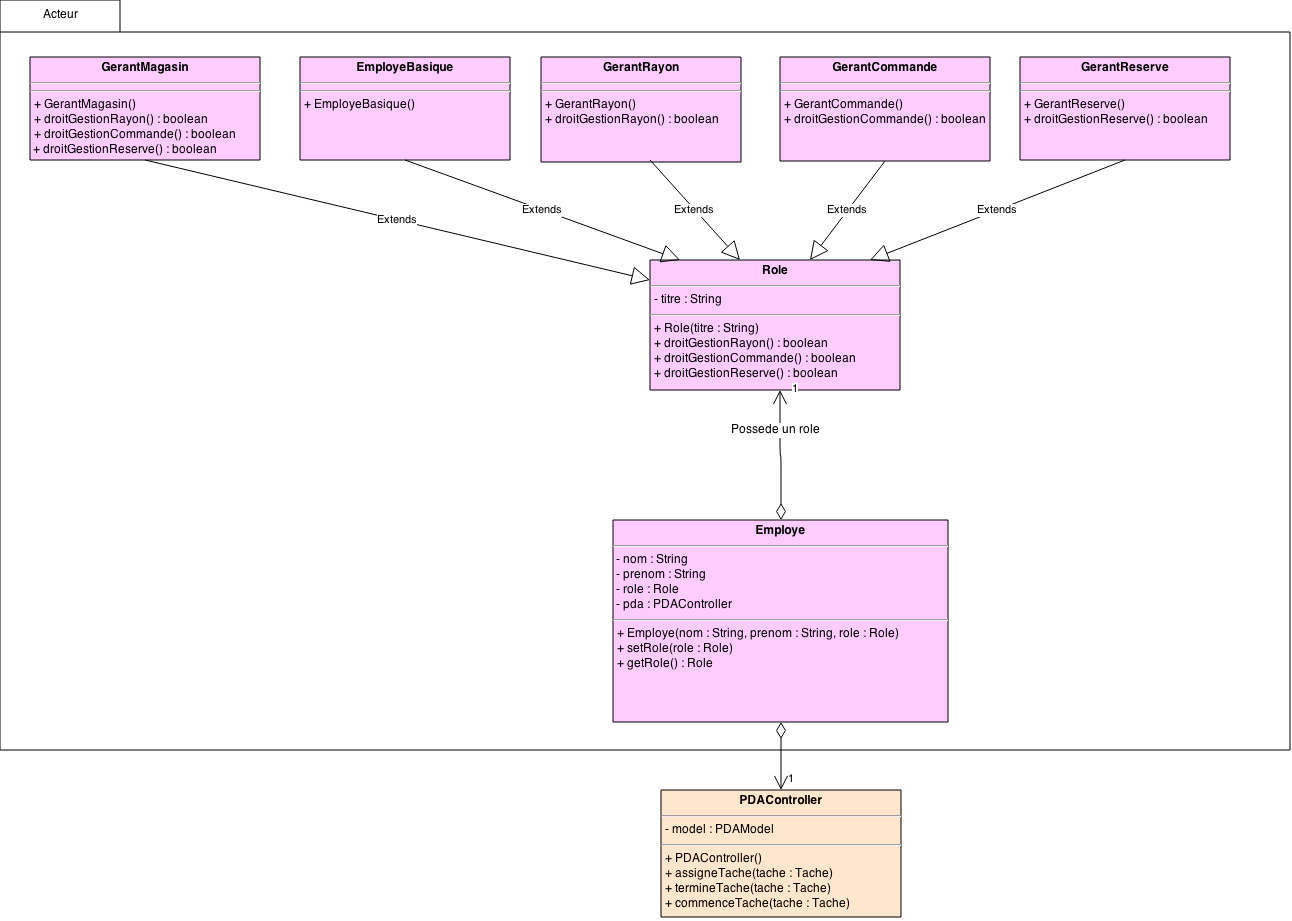 Acteur
GerantMagasin
+ GerantMagasin()
+ droitGestionRayon() : boolean
+ droitGestionCommande() : boolean
+ droitGestionReserve() : boolean
EmployeBasique
+ EmployeBasique()
GerantRayon
+ GerantRayon()
+ droitGestionRayon() : boolean
GerantCommande
+ GerantCommande()
+ droitGestionCommande() : boolean
GerantReserve
+ GerantReserve()
+ droitGestionReserve() : boolean
Extends
Extends
Extends
Extends
Extends
Role
- titre : String
+ Role(titre : String)
+ droitGestionRayon() : boolean
+ droitGestionCommande() : boolean
+ droitGestionReserve() : boolean
1
Possede un role
Employe
- nom : String
- prenom : String
- role : Role
- pda : PDAController
+ Employe(nom : String, prenom : String, role : Role)
+ setRole(role : Role)
+ getRole() : Role
1
PDAController
- model : PDAModel
+ PDAController()
+ assigneTache(tache : Tache)
+ termineTache(tache : Tache)
+ commenceTache(tache : Tache)